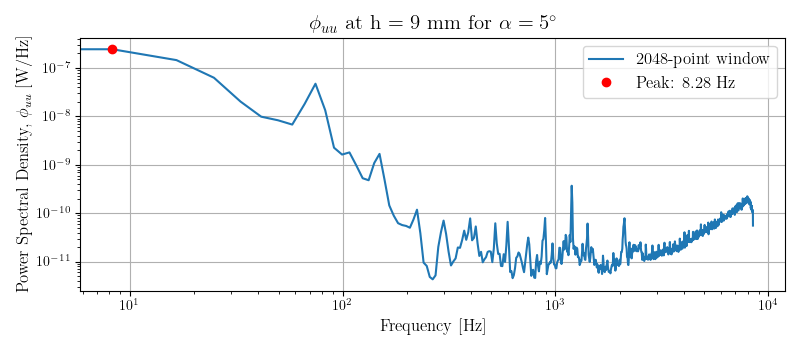 ϕuu at h = 9 mm for α = 5°
Power Spectral Density, ϕuu [W/Hz]
10⁻⁷
10⁻⁸
10⁻⁹
10⁻¹⁰
10⁻¹¹
2048-point window
Peak: 8.28 Hz
10¹ 10² 10³ 10⁴
Frequency [Hz]